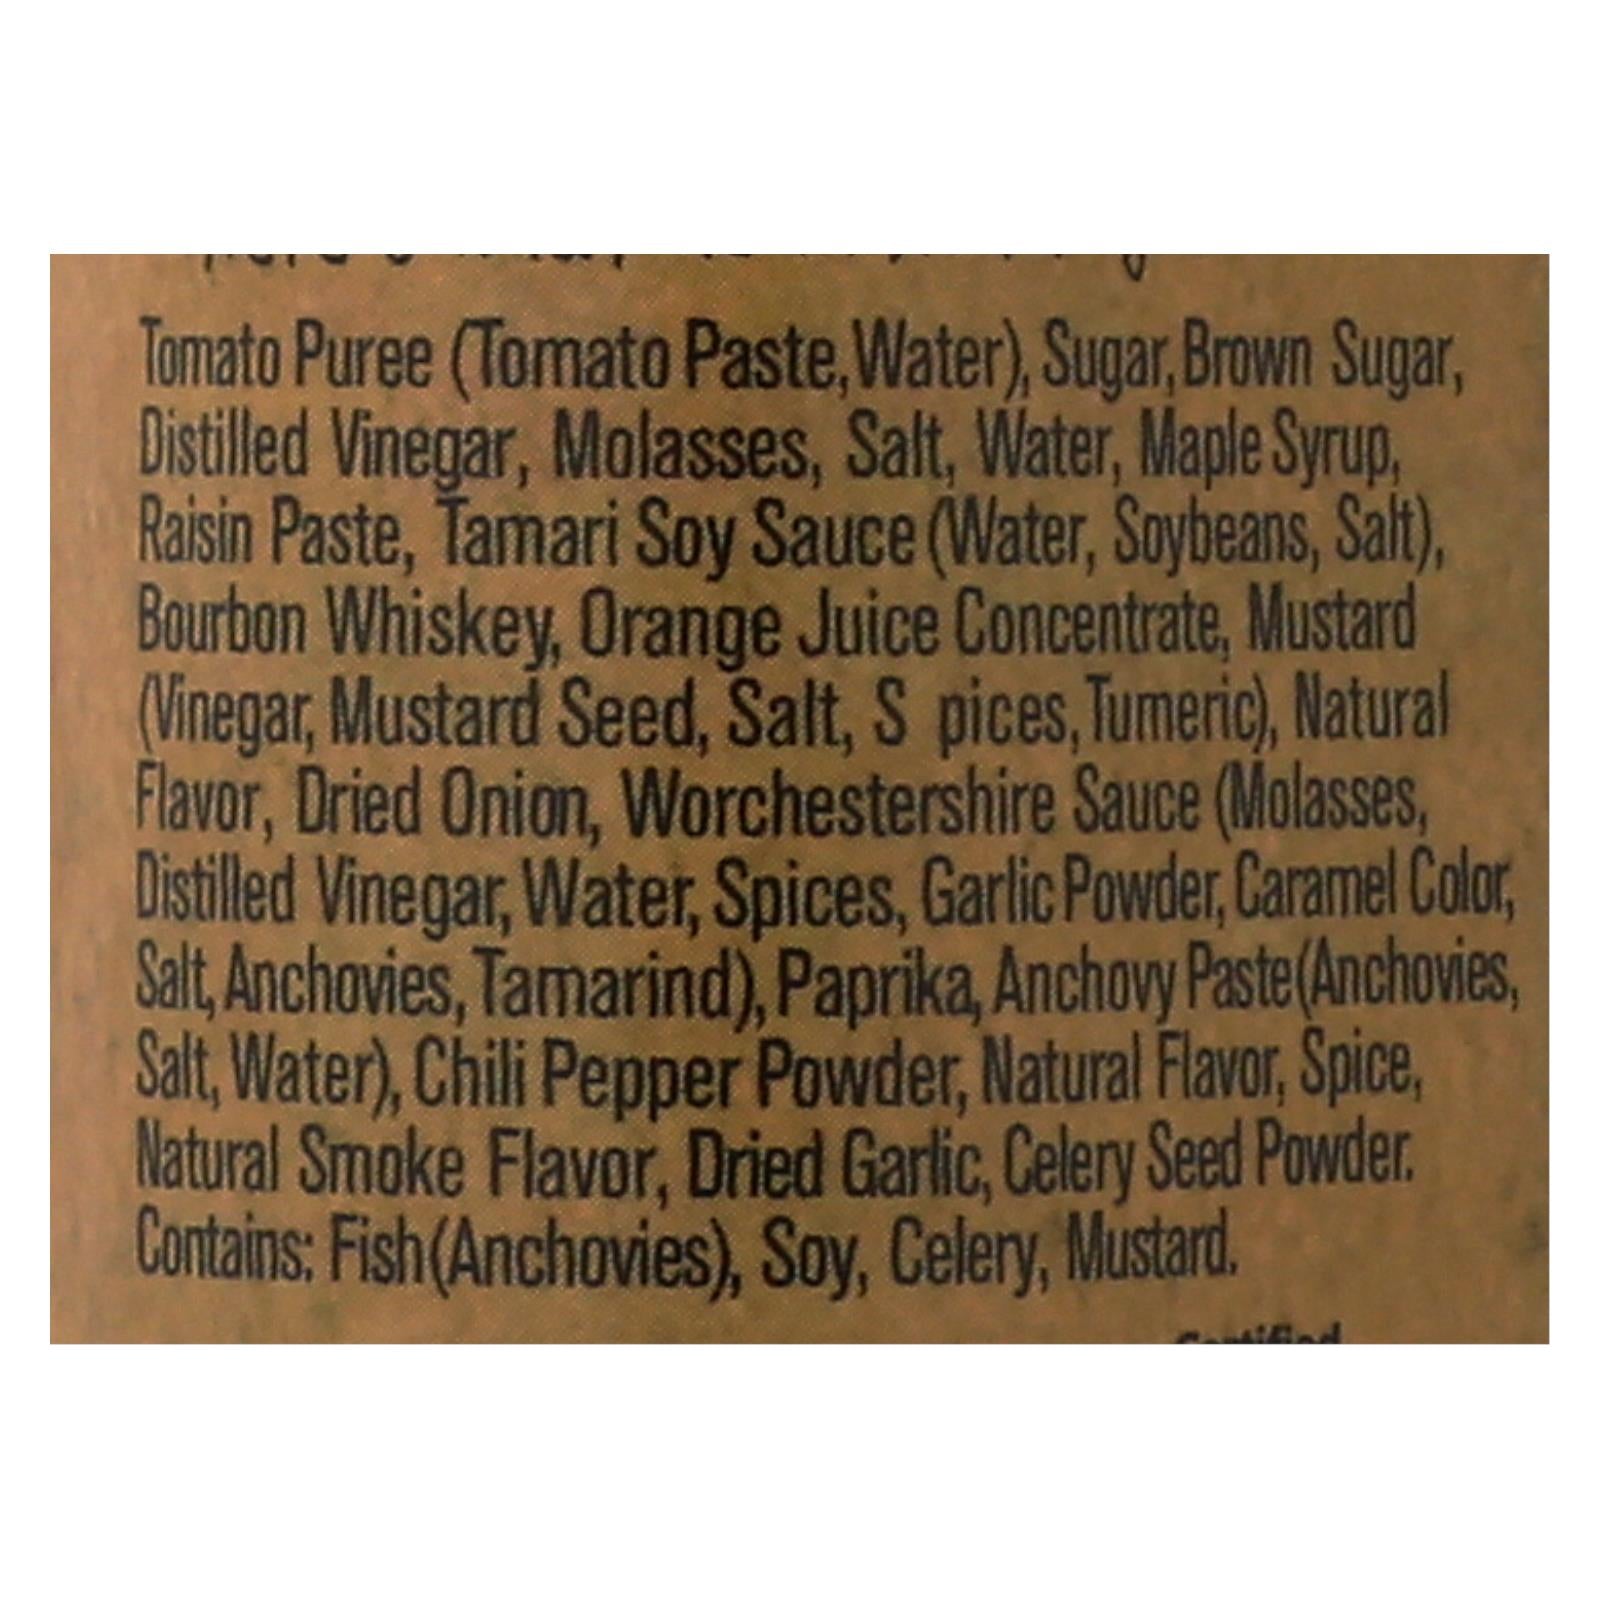 Tomato Puree (Tomato Paste,Water), Sugar, Brown Sugar,
Distilled Vinegar, Molasses, Salt, Water, Maple Syrup,
Raisin Paste, Tamari Soy Sauce (Water, Soybeans, Salt),
Bourbon Whiskey, Orange Juice Concentrate, Mustard
(Vinegar, Mustard Seed, Salt, S pices, Tumeric), Natural
Flavor, Dried Onion, Worchestershire Sauce (Molasses,
Distilled Vinegar, Water, Spices, Garlic Powder, Caramel Color,
Salt, Anchovies, Tamarind), Paprika, Anchovy Paste(Anchovies,
Salt, Water), Chili Pepper Powder, Natural Flavor, Spice,
Natural Smoke Flavor, Dried Garlic, Celery Seed Powder.
Contains: Fish(Anchovies), Soy, Celery, Mustard.
Certified